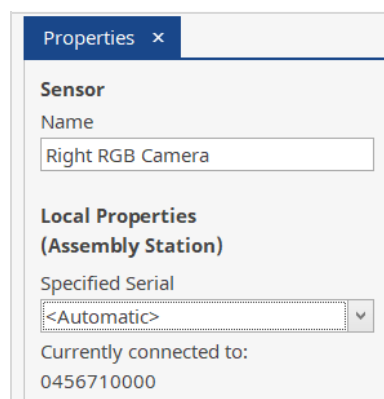 Properties ×
Sensor
Name
Right RGB Camera
Local Properties
(Assembly Station)
Specified Serial
<Automatic>
Currently connected to:
0456710000